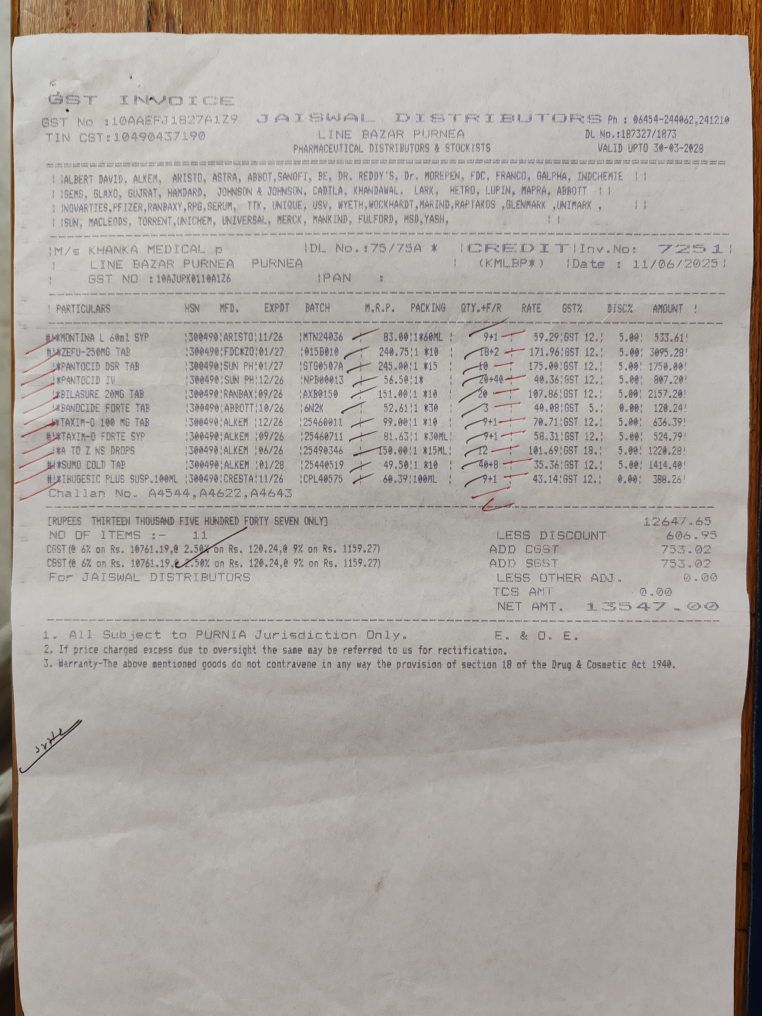 GST INVOICE
GST No :10AAEFJ1827A1Z9 JAISWAL DISTRIBUTORS Ph : 06454-244062,241210
TIN CST:10490437190 LINE BAZAR PURNEA DL No.:187327/1873
PHARMACEUTICAL DISTRIBUTORS & STOCKISTS VALID UPTO 30-03-2028
ALBERT DAVID, ALKEM, ARISTO, ASTRA, ABBOT,SANOFI, BE, DR. REDDY'S, Dr. MOREPEN, FDC, FRANCO, GALPHA, INDCHEMIE
GEMS, GLAXO, GUJRAT, HAMDARD, JOHNSON & JOHNSON, CADILA, KHANDAWAL, LARK, HETRO, LUPIN, MAPRA, ABBOTT
NOVARTIES,PFIZER,RANBAXY,RPG,SERUM, TTK, UNIQUE, USV, WYETH,WOCKHARDT,MARIND,RAPTAKOS ,GLENMARK ,UNIMARK ,
SUN, MACLEODS, TORRENT,UNICHEM, UNIVERSAL, MERCK, MANKIND, FULFORD, MSD,YASH,
M/s KHANKA MEDICAL p |DL No.:75/75A * |CREDIT|Inv.No: 7251|
LINE BAZAR PURNEA PURNEA | (KMLBP*) |Date : 11/06/2025|
GST NO :10AJUPK0110A1Z6 |PAN :
! PARTICULARS HSN MFD. EXPDT BATCH M.R.P. PACKING QTY.+F/R RATE GST% DISC% AMOUNT !
*MONTINA L 60ml SYP |300490|ARISTO|11/26 |MTN24036 83.00|1*60ML | 9+1 59.29|GST 12.| 5.00| 533.61|
*ZEFU-250MG TAB |300490|FDC*ZO|01/27 |015B010 240.75|1 *10 | 18+2 171.96|GST 12.| 5.00| 3095.28|
*PANTOCID DSR TAB |300490|SUN PH|01/27 |STG0507A 245.00|1 *15 | 10 175.00|GST 12.| 5.00| 1750.00|
*PANTOCID IV |300490|SUN PH|12/26 |NPB00013 56.50|1* | 20+40 40.36|GST 12.| 5.00| 807.20|
*BILASURE 20MG TAB |300490|RANBAX|09/26 |AXB0150 151.00|1 *10 | 20 107.86|GST 12.| 5.00| 2157.20|
*BANOCIDE FORTE TAB |300490|ABBOTT|10/26 |6N2K 52.61|1 *30 | 3 40.08|GST 5.| 0.00| 120.24|
*TAXIM-O 100 MG TAB |300490|ALKEM |12/26 |25460011 99.00|1 *10 | 9+1 70.71|GST 12.| 5.00| 636.39|
*TAXIM-O FORTE SYP |300490|ALKEM |09/26 |25460711 81.63|1 *30ML| 9+1 58.31|GST 12.| 5.00| 524.79|
*A TO Z NS DROPS |300490|ALKEM |06/26 |25490346 150.00|1 *15ML| 12 101.69|GST 18.| 5.00| 1220.28|
*SUMO COLD TAB |300490|ALKEM |01/28 |25440519 49.50|1 *10 | 40+8 35.36|GST 12.| 5.00| 1414.40|
*IBUGESIC PLUS SUSP.100ML |300490|CRESTA|11/26 |CPL40575 60.39|100ML | 9+1 43.14|GST 12.| 0.00| 388.26|
Challan No. A4544,A4622,A4643
[RUPEES THIRTEEN THOUSAND FIVE HUNDRED FORTY SEVEN ONLY] 12647.65
NO OF ITEMS :- 11 LESS DISCOUNT 606.95
CGST(@ 6% on Rs. 10761.19,@ 2.50% on Rs. 120.24,@ 9% on Rs. 1159.27) ADD CGST 753.02
CGST(@ 6% on Rs. 10761.19,@ 2.50% on Rs. 120.24,@ 9% on Rs. 1159.27) ADD SGST 753.02
For JAISWAL DISTRIBUTORS LESS OTHER ADJ. 0.00
TCS AMT 0.00
NET AMT. 13547.00
1. All Subject to PURNIA Jurisdiction Only. E. & O. E.
2. If price charged excess due to oversight the same may be referred to us for rectification.
3. Warranty-The above mentioned goods do not contravene in any way the provision of section 18 of the Drug & Cosmetic Act 1940.